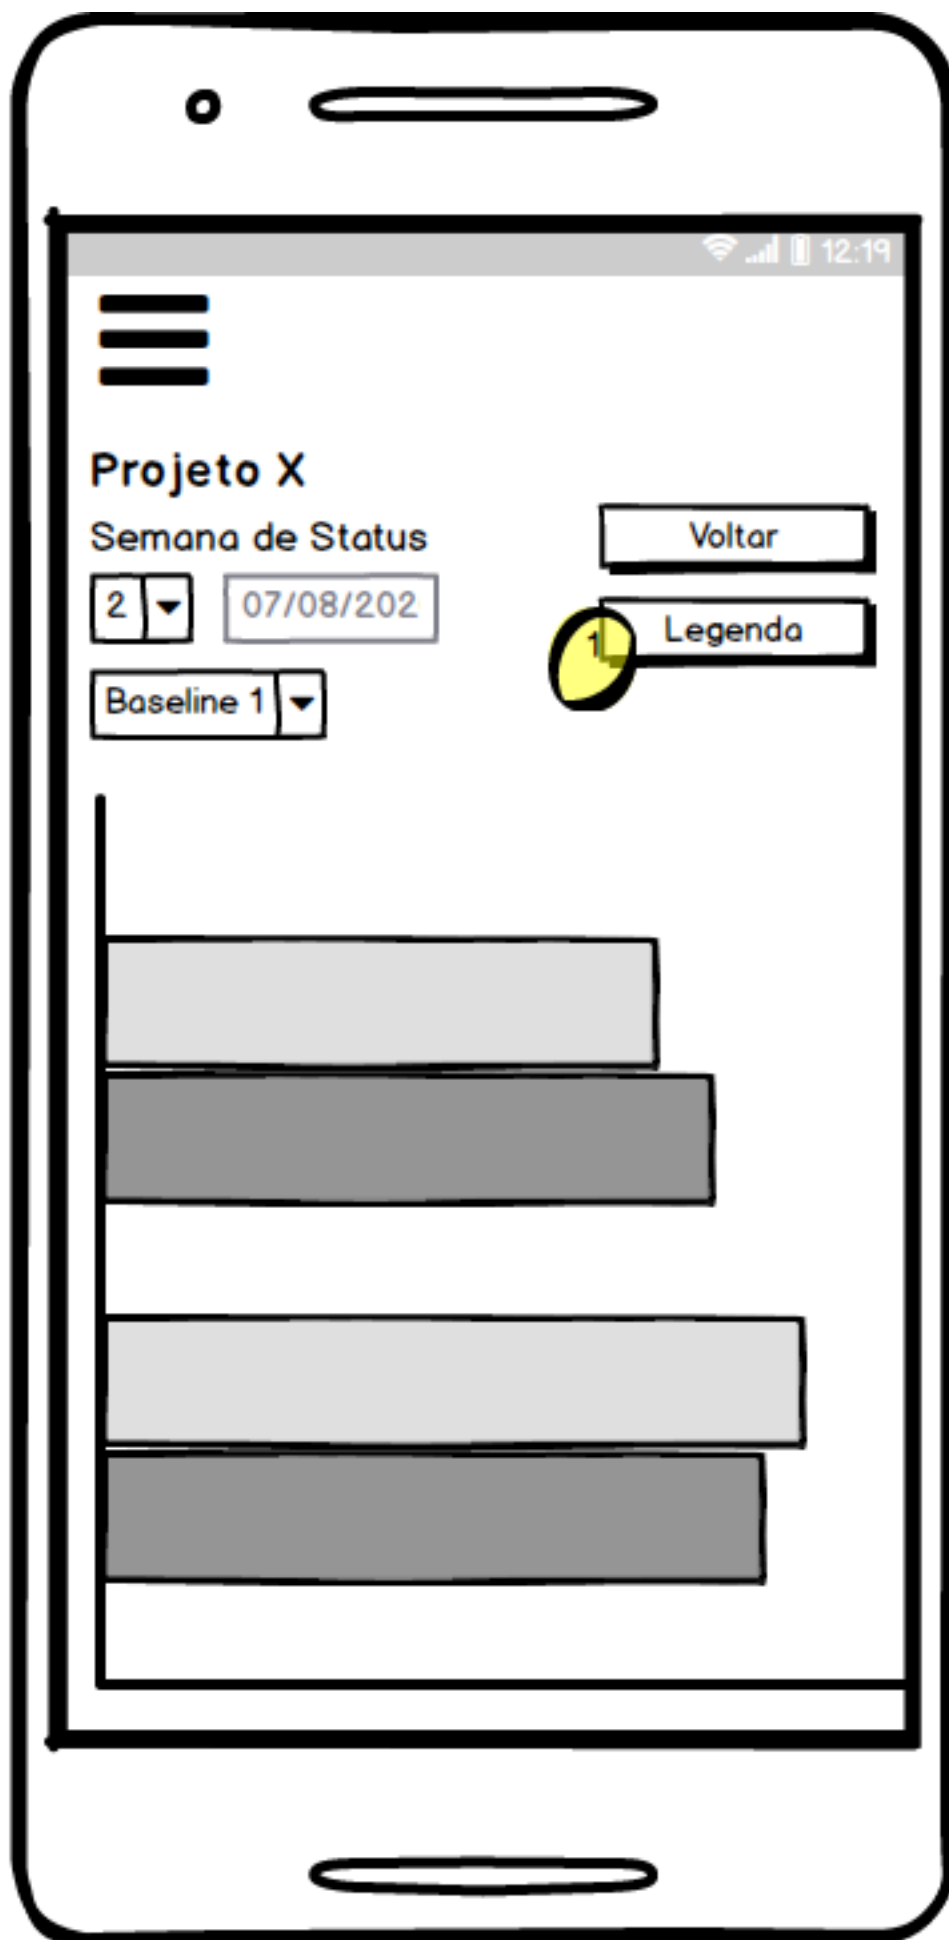 12:19
Projeto X
Semana de Status
Voltar
2
07/08/202
1
Legenda
Baseline 1